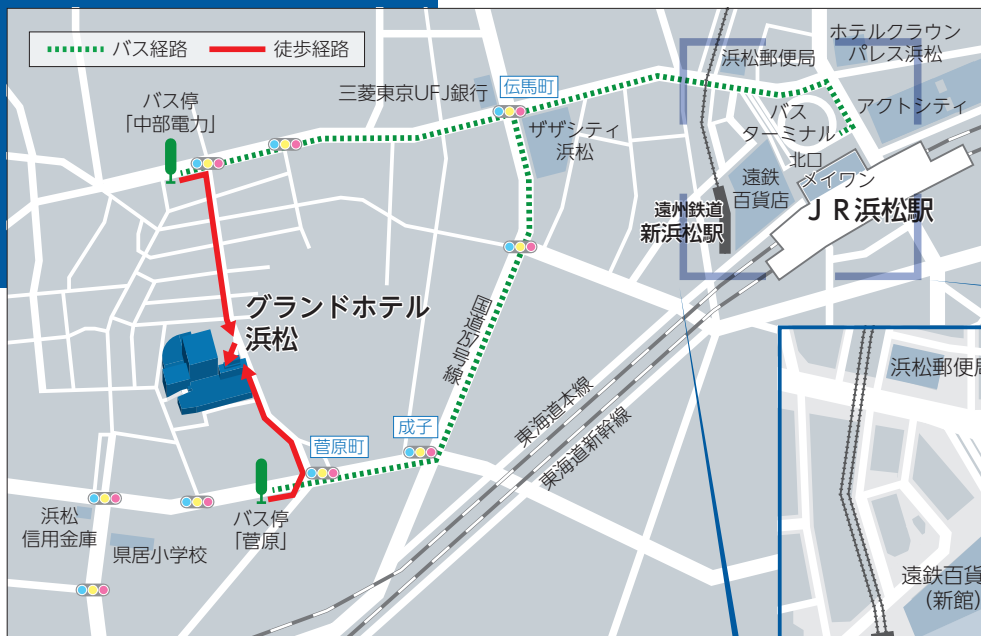 バス経路
徒歩経路
バス停
「中部電力」
三菱東京UFJ銀行
伝馬町
ザザシティ
浜松
浜松郵便局
ホテルクラウン
パレス浜松
アクトシティ
バス
ターミナル
北口
メイワン
遠鉄
百貨店
ＪＲ浜松駅
遠州鉄道
新浜松駅
グランドホテル
浜松
国道257号線
東海道本線
東海道新幹線
成子
菅原町
バス停
「菅原」
浜松
信用金庫
県居小学校
浜松郵便局
遠鉄百貨
(新館)